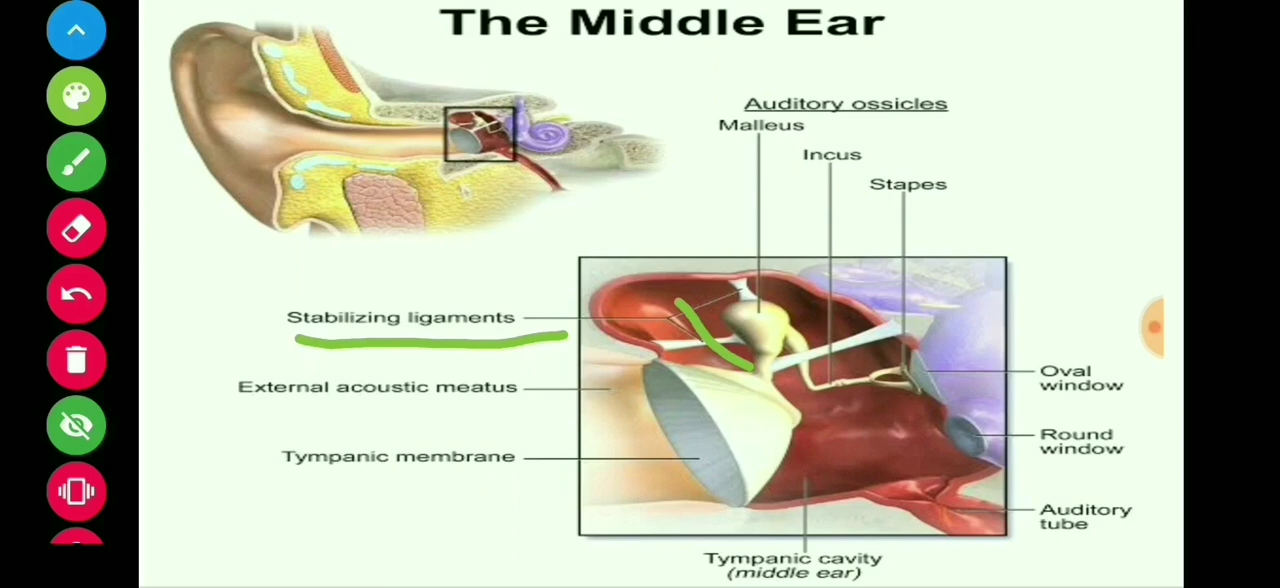 The Middle Ear
Auditory ossicles
Malleus
Incus
Stapes
Stabilizing ligaments
External acoustic meatus
Tympanic membrane
Oval
window
Round
window
Auditory
tube
Tympanic cavity
(middle ear)